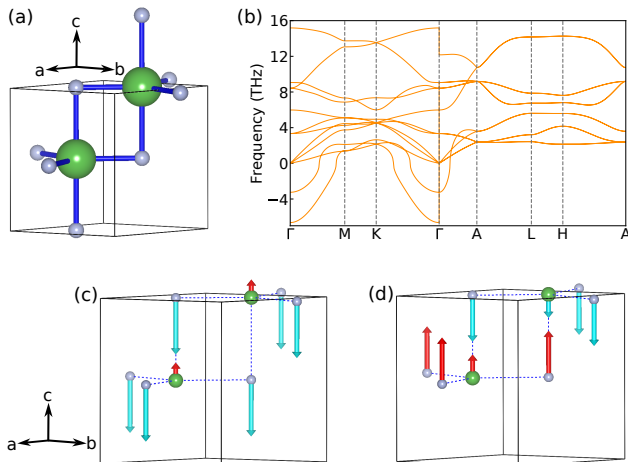 (a)
c
a
b
(b)
Frequency (THz)
16
12
8
4
0
−4
Γ
M
K
Γ
A
L
H
A
(c)
(d)
c
a
b